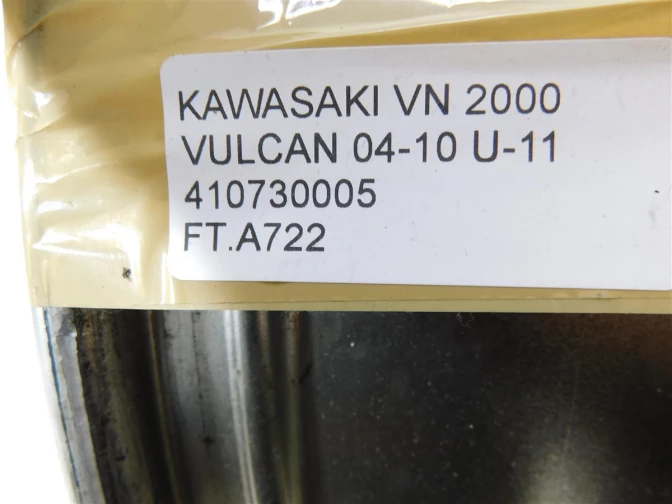 KAWASAKI VN 2000
VULCAN 04-10 U-11
410730005
FT.A722